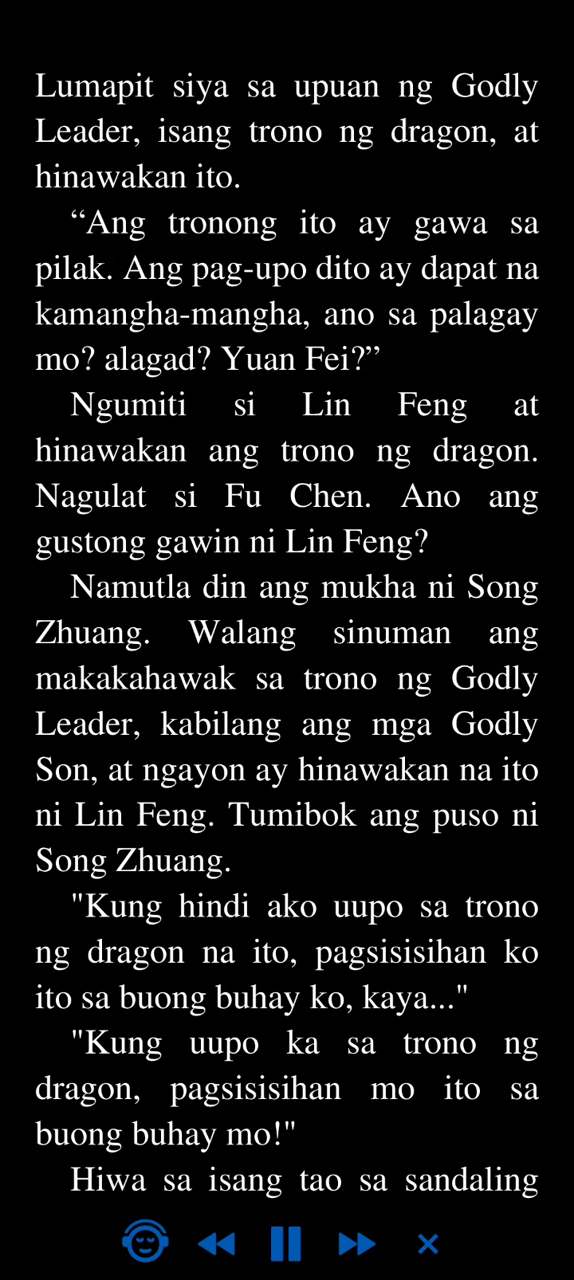 Lumapit siya sa upuan ng Godly
Leader, isang trono ng dragon, at
hinawakan ito.
“Ang tronong ito ay gawa sa
pilak. Ang pag-upo dito ay dapat na
kamangha-mangha, ano sa palagay
mo? alagad? Yuan Fei?”
Ngumiti si Lin Feng at
hinawakan ang trono ng dragon.
Nagulat si Fu Chen. Ano ang
gustong gawin ni Lin Feng?
Namutla din ang mukha ni Song
Zhuang. Walang sinuman ang
makakahawak sa trono ng Godly
Leader, kabilang ang mga Godly
Son, at ngayon ay hinawakan na ito
ni Lin Feng. Tumibok ang puso ni
Song Zhuang.
"Kung hindi ako uupo sa trono
ng dragon na ito, pagsisisihan ko
ito sa buong buhay ko, kaya..."
"Kung uupo ka sa trono ng
dragon, pagsisisihan mo ito sa
buong buhay mo!"
Hiwa sa isang tao sa sandaling